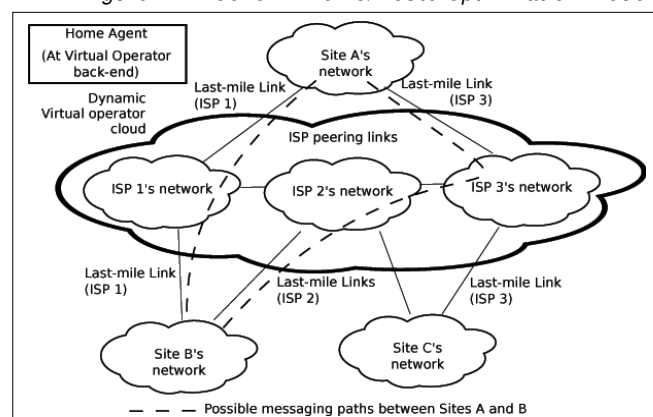 Home Agent
(At Virtual Operator
back-end)
Site A's
network
Last-mile Link
(ISP 1)
Last-mile Link
(ISP 3)
Dynamic
Virtual operator
cloud
ISP peering links
ISP 1's network
ISP 2's network
ISP 3's network
Last-mile Link
(ISP 1)
Last-mile Links
(ISP 2)
Last-mile Link
(ISP 3)
Site B's
network
Site C's
network
Possible messaging paths between Sites A and B